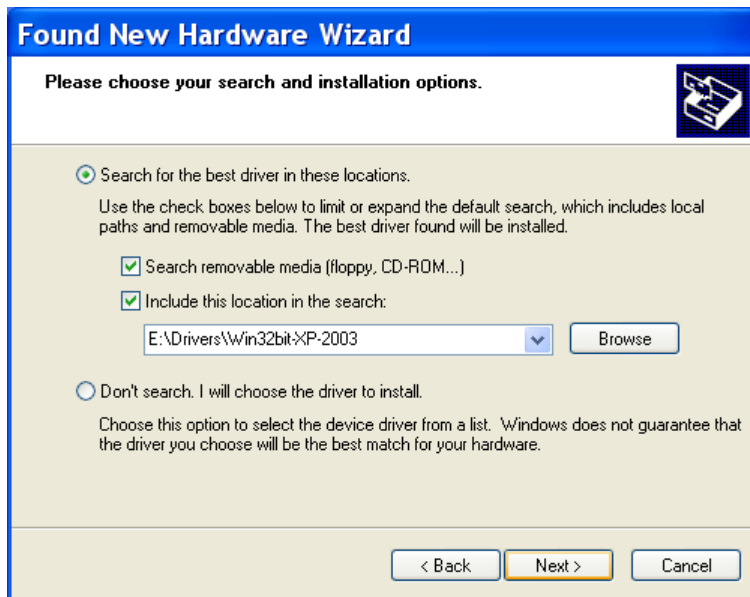 Found New Hardware Wizard
Please choose your search and installation options.
Search for the best driver in these locations.
Use the check boxes below to limit or expand the default search, which includes local
paths and removable media. The best driver found will be installed.
Search removable media (floppy, CD-ROM...)
Include this location in the search:
E:\Drivers\Win32bit-XP-2003
Browse
Don't search. I will choose the driver to install.
Choose this option to select the device driver from a list.  Windows does not guarantee that
the driver you choose will be the best match for your hardware.
< Back
Next >
Cancel